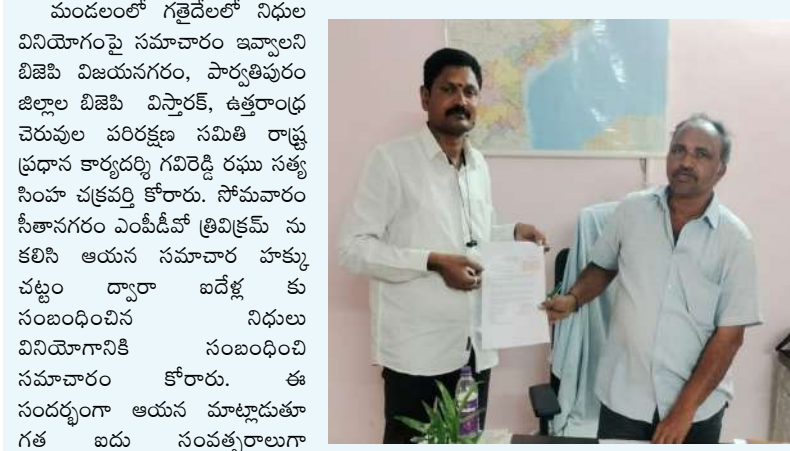 మండలంలో గతైదేలలో నిధుల
వినియోగంపై సమాచారం ఇవ్వాలని
బిజెపి విజయనగరం, పార్వతిపురం
జిల్లాల బిజెపి విస్తారక్, ఉత్తరాంధ్ర
చెరువుల పరిరక్షణ సమితి రాష్ట్ర
ప్రధాన కార్యదర్శి గవిరెడ్డి రఘు సత్య
సింహ చక్రవర్తి కోరారు. సోమవారం
సీతానగరం ఎంపీడీవో త్రివిక్రమ్ ను
కలిసి ఆయన సమాచార హక్కు
చట్టం ద్వారా ఐదేళ్ల కు
సంబంధించిన నిధులు
వినియోగానికి సంబంధించి
సమాచారం కోరారు. ఈ
సందర్భంగా ఆయన మాట్లాడుతూ
గత ఐదు సంవత్సరాలుగా